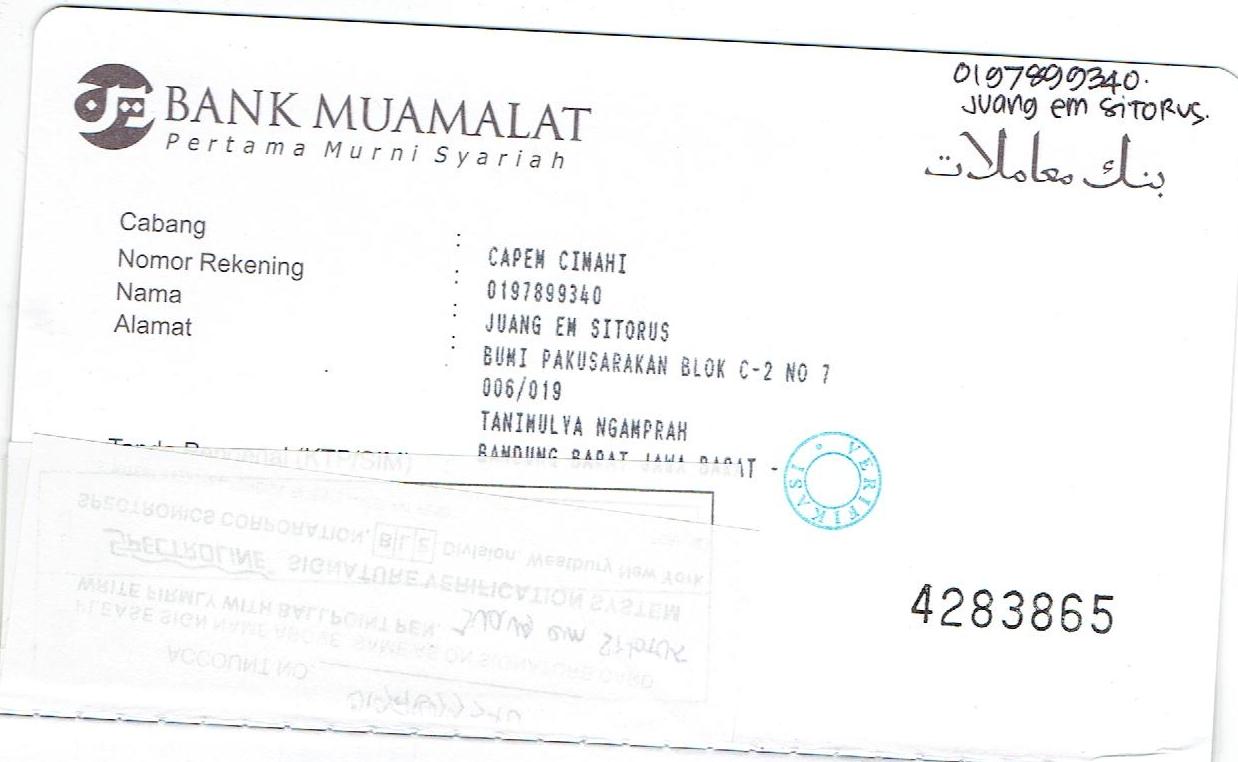 BANK MUAMALAT
Pertama Murni Syariah
0197899340.
Juang em SITORUS.
بنك معاملات
Cabang : CAPEM CIMAHI
Nomor Rekening : 0197899340
Nama : JUANG EM SITORUS
Alamat : BUMI PAKUSARAKAN BLOK C-2 NO 7
006/019
TANIMULYA NGAMPRAH
BANDUNG BARAT JAWA BARAT -
Tanda Pengenal (KTP/SIM)
VERIFIKASI
SPECTRONICS CORPORATION, BLE Division, Westbury New York
SPECTROLINE SIGNATURE VERIFICATION SYSTEM
WRITE FIRMLY WITH BALLPOINT PEN.
Juang em Sitorus
PLEASE SIGN NAME ABOVE SAME AS ON SIGNATURE CARD
ACCOUNT NO.
4283865